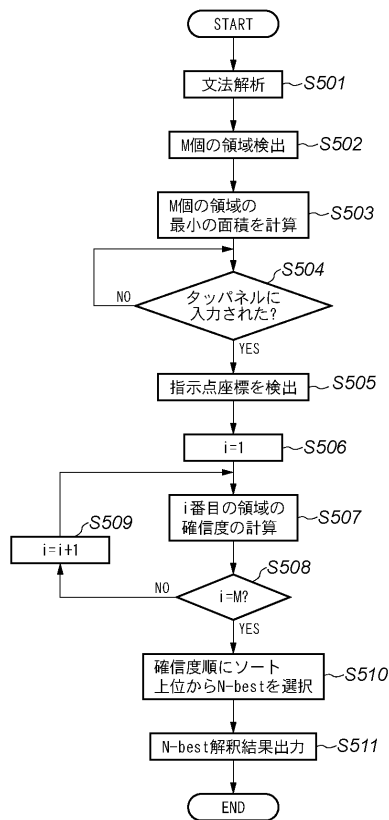 START
文法解析
S501
M個の領域検出
S502
M個の領域の
最小の面積を計算
S503
S504
タッパネルに
入力された?
NO
YES
指示点座標を検出
S505
i=1
S506
i番目の領域の
確信度の計算
S507
S509
i=i+1
S508
i=M?
NO
YES
確信度順にソート
上位からN-bestを選択
S510
N-best解釈結果出力
S511
END